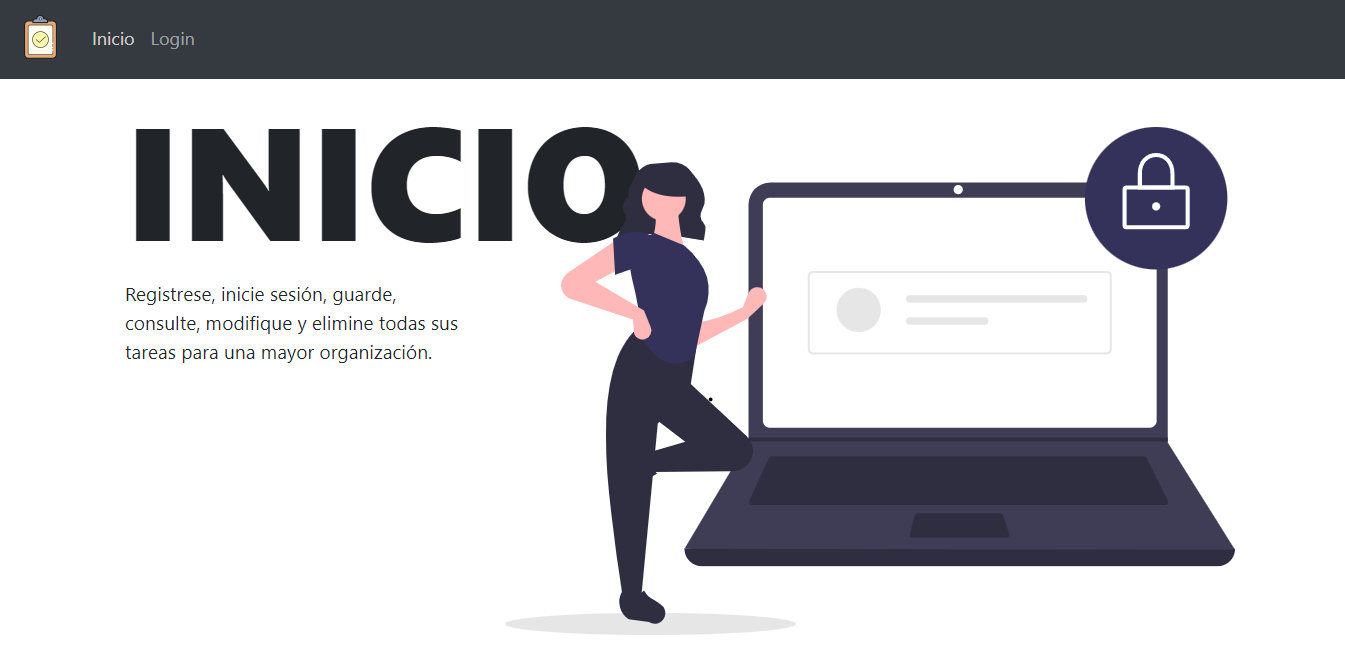 Inicio Login
INICIO
Registrese, inicie sesión, guarde,
consulte, modifique y elimine todas sus
tareas para una mayor organización.